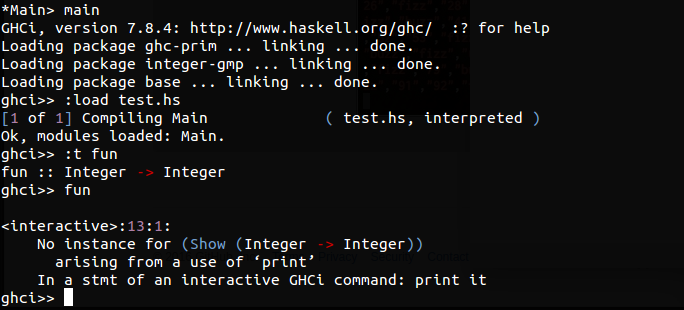 *Main> main
GHCi, version 7.8.4: http://www.haskell.org/ghc/  :? for help
Loading package ghc-prim ... linking ... done.
Loading package integer-gmp ... linking ... done.
Loading package base ... linking ... done.
ghci>> :load test.hs
[1 of 1] Compiling Main             ( test.hs, interpreted )
Ok, modules loaded: Main.
ghci>> :t fun
fun :: Integer -> Integer
ghci>> fun

<interactive>:13:1:
    No instance for (Show (Integer -> Integer))
      arising from a use of ‘print’
    In a stmt of an interactive GHCi command: print it
ghci>>